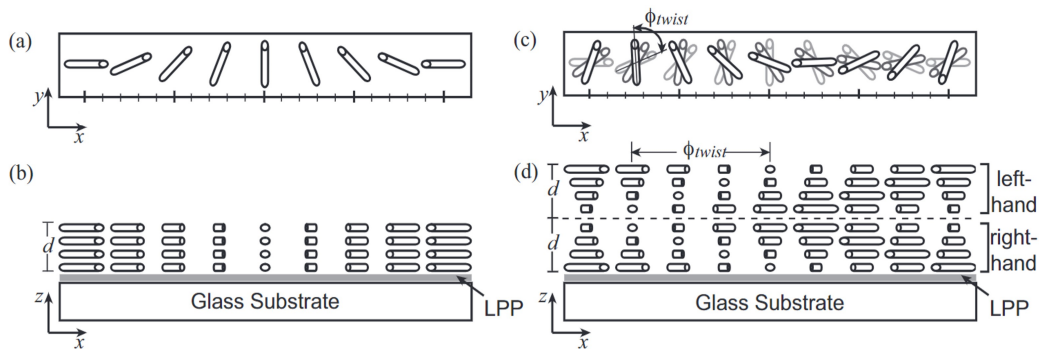 (a)
y
x
(b)
d
z
Glass Substrate
LPP
x
(c)
ϕtwist
y
x
(d)
ϕtwist
d
left-
hand
d
right-
hand
z
Glass Substrate
LPP
x